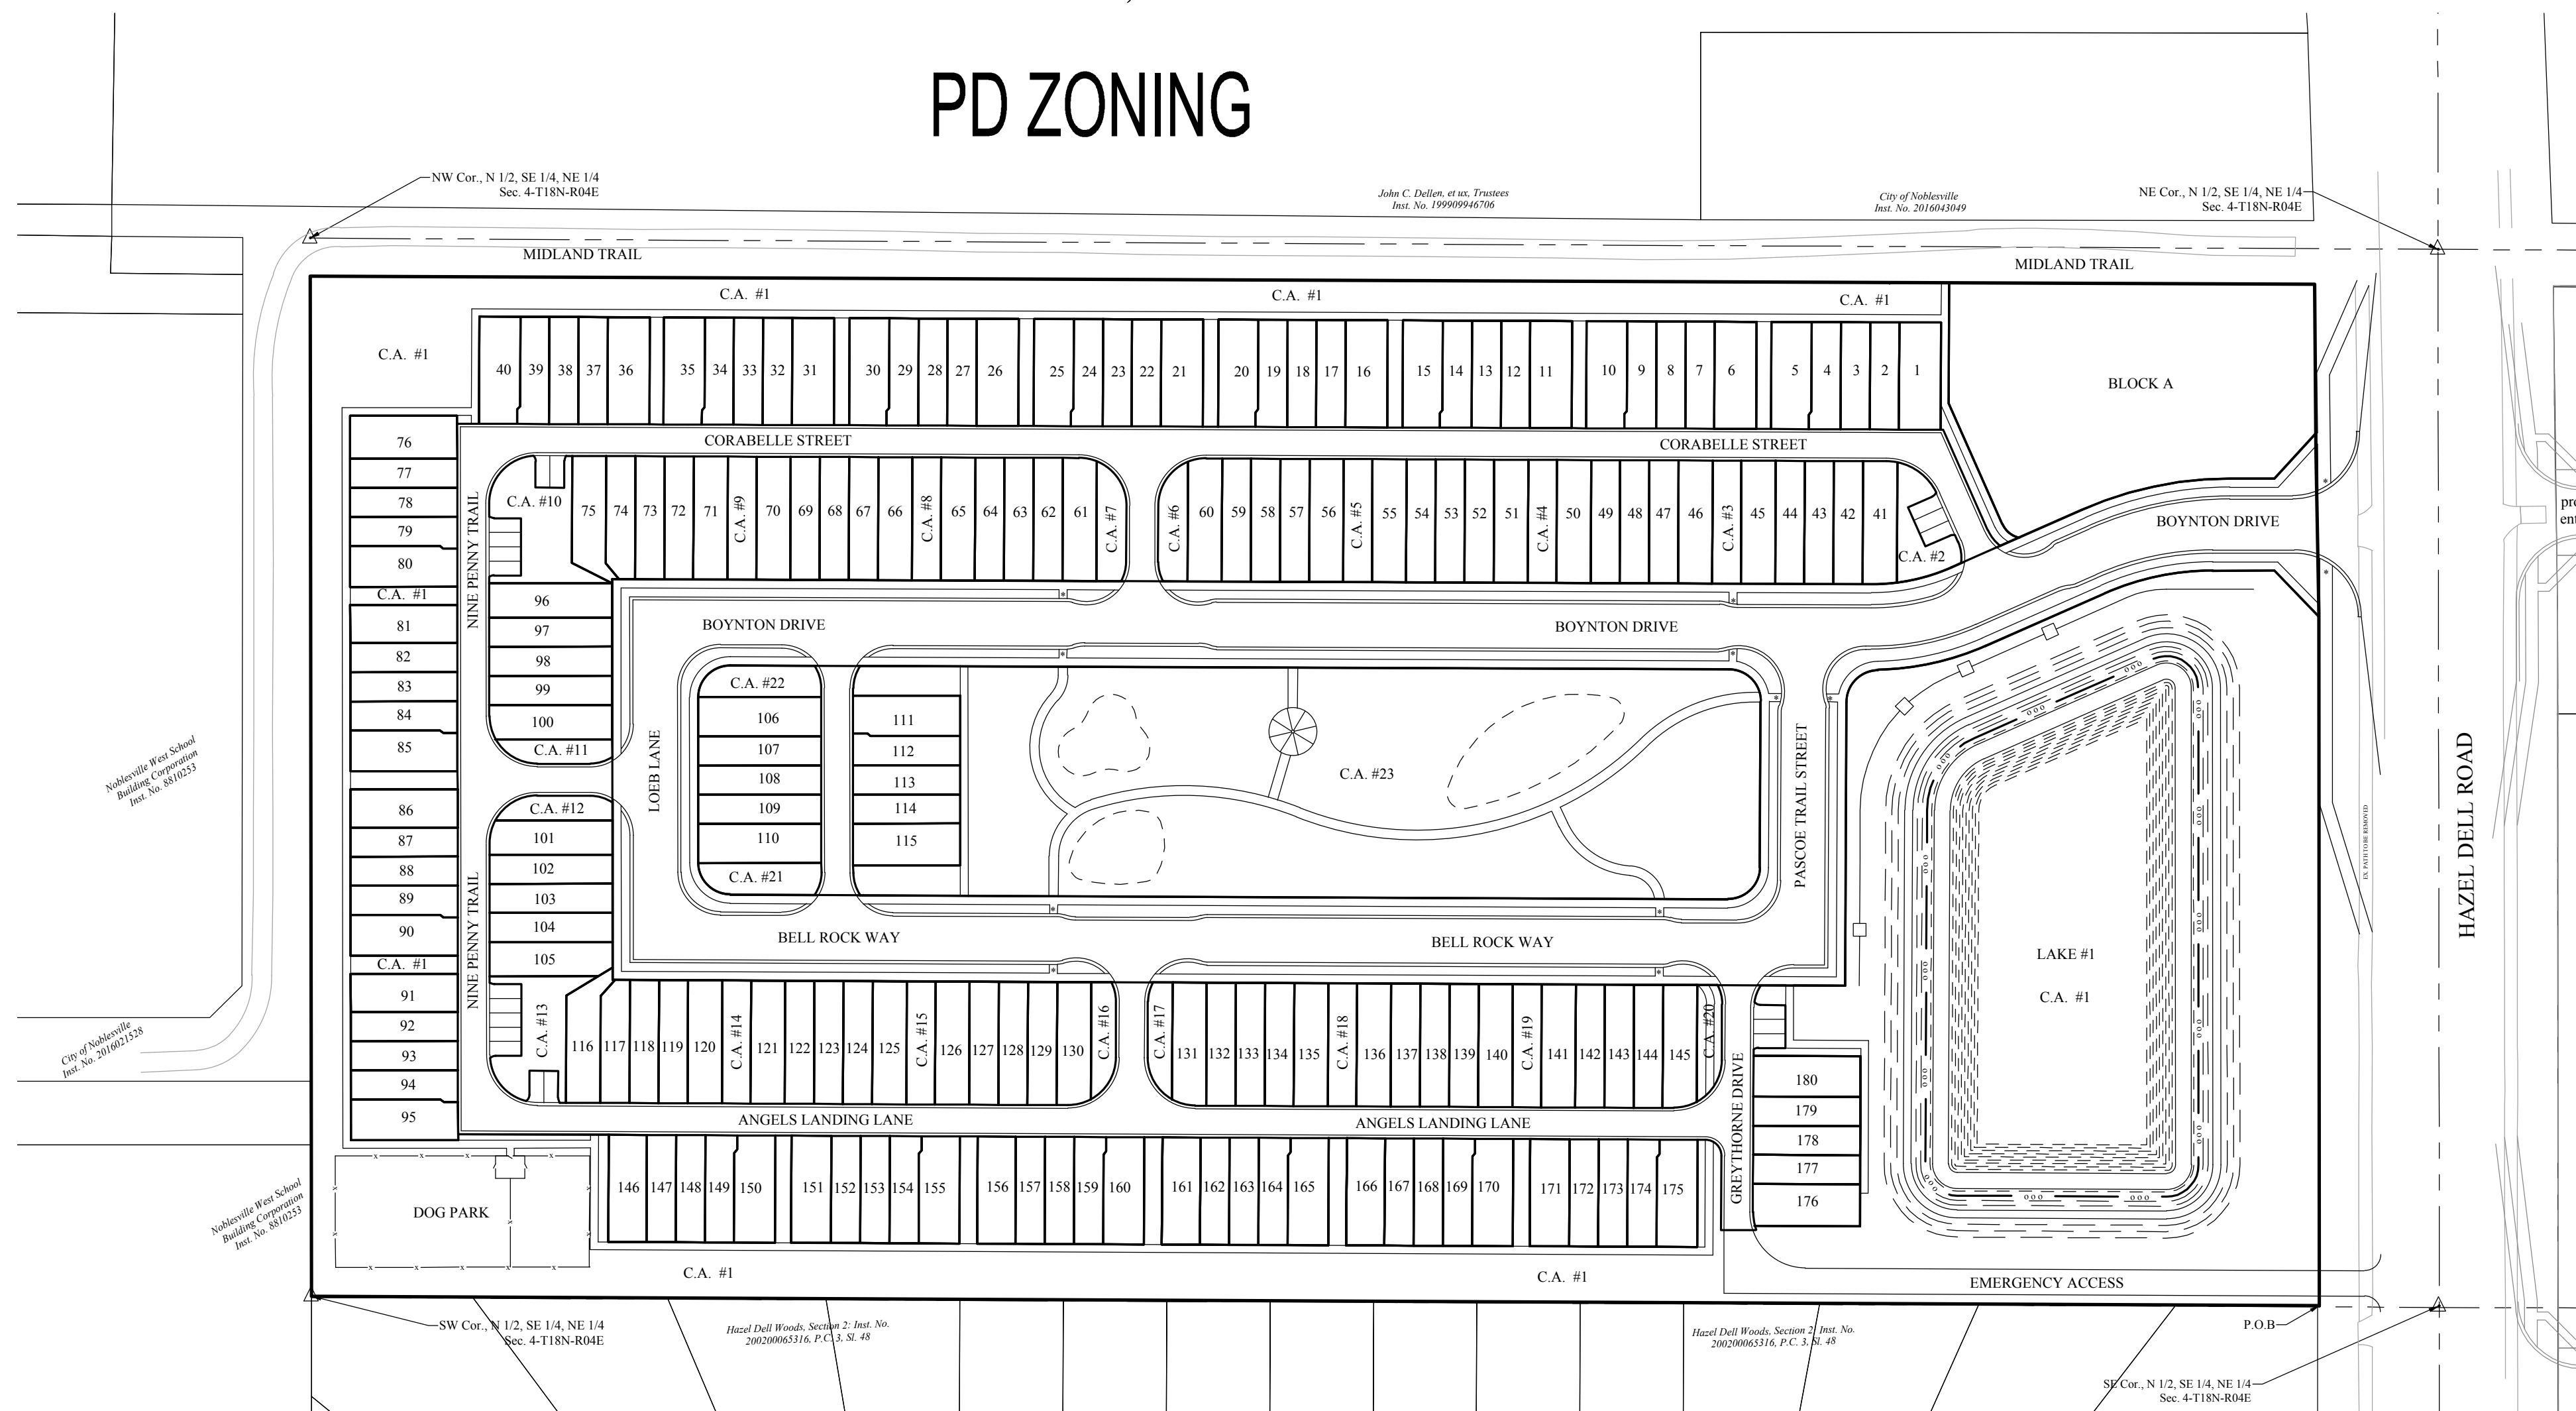 PD ZONING
NW Cor., N 1/2, SE 1/4, NE 1/4
Sec. 4-T18N-R04E
John C. Dellen, et ux, Trustees
Inst. No. 199909946706
City of Noblesville
Inst. No. 2016043049
NE Cor., N 1/2, SE 1/4, NE 1/4
Sec. 4-T18N-R04E
MIDLAND TRAIL
MIDLAND TRAIL
C.A. #1
C.A. #1
C.A. #1
C.A. #1
40 39 38 37 36 35 34 33 32 31 30 29 28 27 26 25 24 23 22 21 20 19 18 17 16 15 14 13 12 11 10 9 8 7 6 5 4 3 2 1
BLOCK A
CORABELLE STREET
CORABELLE STREET
76
77
78
79
80
C.A. #1
81
82
83
84
85
86
87
88
89
90
C.A. #1
91
92
93
94
95
NINE PENNY TRAIL
NINE PENNY TRAIL
C.A. #10
75 74 73 72 71 C.A. #9 70 69 68 67 66 C.A. #8 65 64 63 62 61 C.A. #7
C.A. #6 60 59 58 57 56 C.A. #5 55 54 53 52 51 C.A. #4 50 49 48 47 46 C.A. #3 45 44 43 42 41
C.A. #2
BOYNTON DRIVE
pro
ent
96
97
98
99
100
C.A. #11
C.A. #12
101
102
103
104
105
BOYNTON DRIVE
BOYNTON DRIVE
LOEB LANE
C.A. #22
106
107
108
109
110
C.A. #21
111
112
113
114
115
C.A. #23
PASCOE TRAIL STREET
HAZEL DELL ROAD
EX. PATH TO BE REMOVED
Noblesville West School
Building Corporation
Inst. No. 8810253
BELL ROCK WAY
BELL ROCK WAY
LAKE #1
C.A. #1
City of Noblesville
Inst. No. 2016021528
C.A. #13
116 117 118 119 120 C.A. #14 121 122 123 124 125 C.A. #15 126 127 128 129 130 C.A. #16
C.A. #17 131 132 133 134 135 C.A. #18 136 137 138 139 140 C.A. #19 141 142 143 144 145 C.A. #20
GREYTHORNE DRIVE
180
179
178
177
176
ANGELS LANDING LANE
ANGELS LANDING LANE
146 147 148 149 150 151 152 153 154 155 156 157 158 159 160 161 162 163 164 165 166 167 168 169 170 171 172 173 174 175
DOG PARK
Noblesville West School
Building Corporation
Inst. No. 8810253
C.A. #1
C.A. #1
EMERGENCY ACCESS
SW Cor., N 1/2, SE 1/4, NE 1/4
Sec. 4-T18N-R04E
Hazel Dell Woods, Section 2: Inst. No.
200200065316, P.C. 3, Sl. 48
Hazel Dell Woods, Section 2: Inst. No.
200200065316, P.C. 3, Sl. 48
P.O.B
SE Cor., N 1/2, SE 1/4, NE 1/4
Sec. 4-T18N-R04E